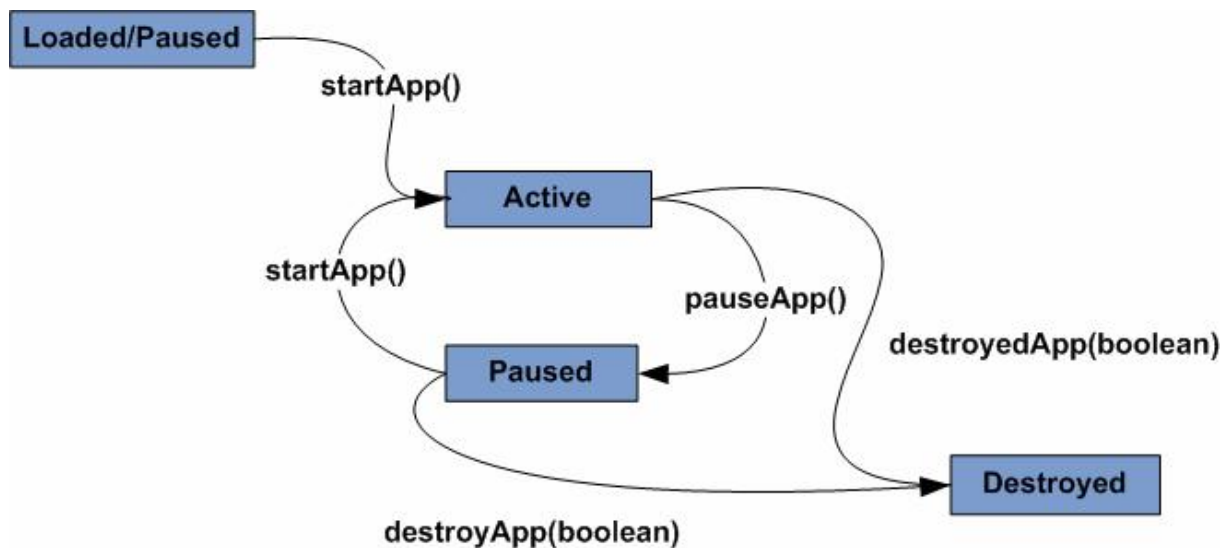 Loaded/Paused
startApp()
Active
startApp()
pauseApp()
destroyedApp(boolean)
Paused
Destroyed
destroyApp(boolean)